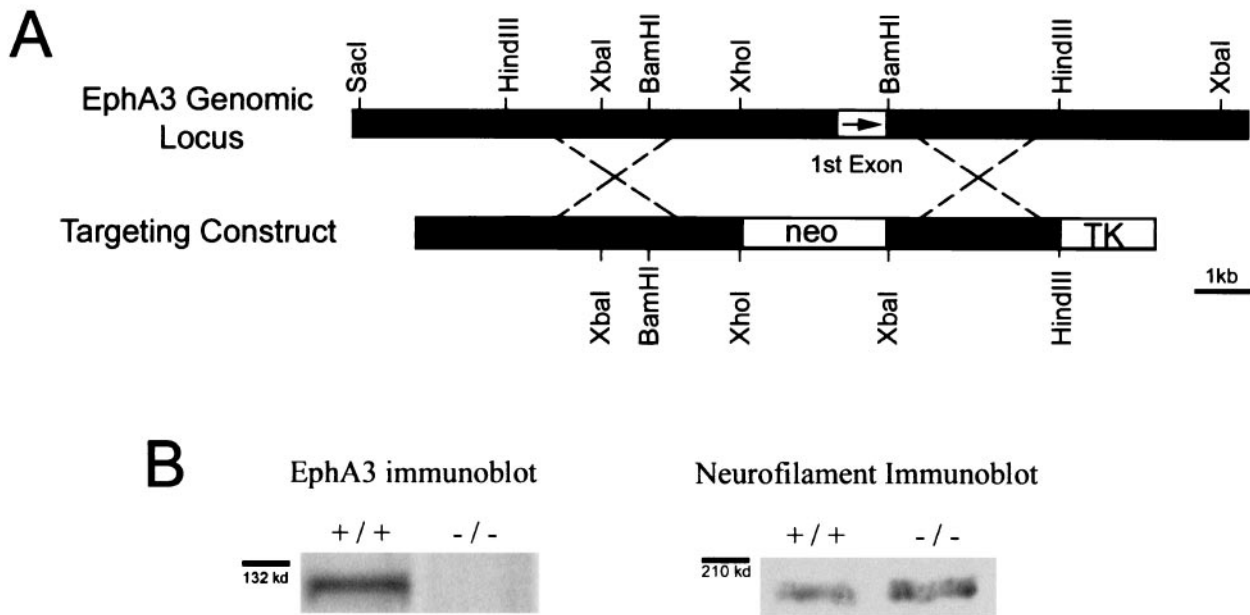 A
SacI
HindIII
XbaI
BamHI
XhoI
BamHI
HindIII
XbaI
EphA3 Genomic
Locus
1st Exon
Targeting Construct
neo
TK
1kb
XbaI
BamHI
XhoI
XbaI
HindIII
B
EphA3 immunoblot
Neurofilament Immunoblot
+ / +
- / -
+ / +
- / -
132 kd
210 kd